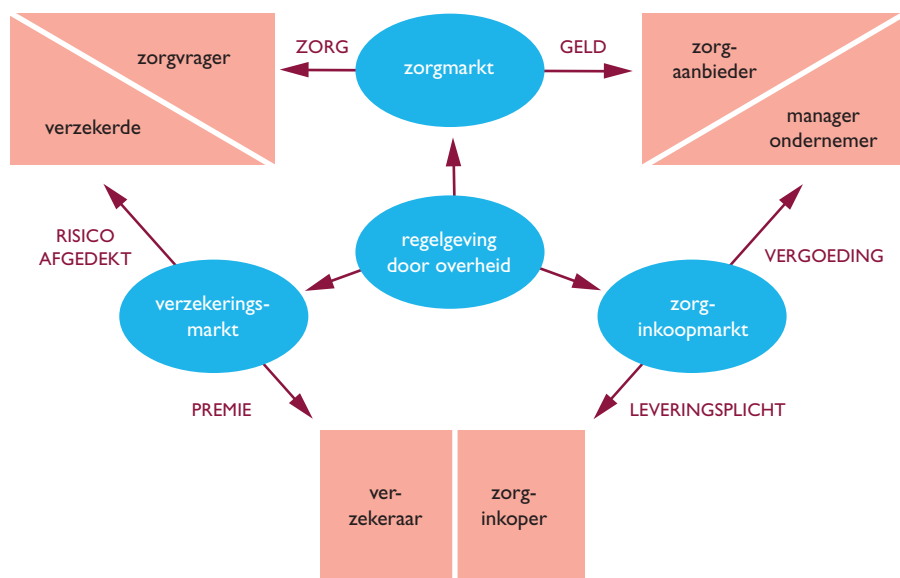 zorgvrager
verzekerde
ZORG
zorgmarkt
GELD
zorg-
aanbieder
manager
ondernemer
regelgeving
door overheid
RISICO
AFGEDEKT
verzekerings-
markt
VERGOEDING
zorg-
inkoopmarkt
PREMIE
LEVERINGSPLICHT
ver-
zekeraar
zorg-
inkoper